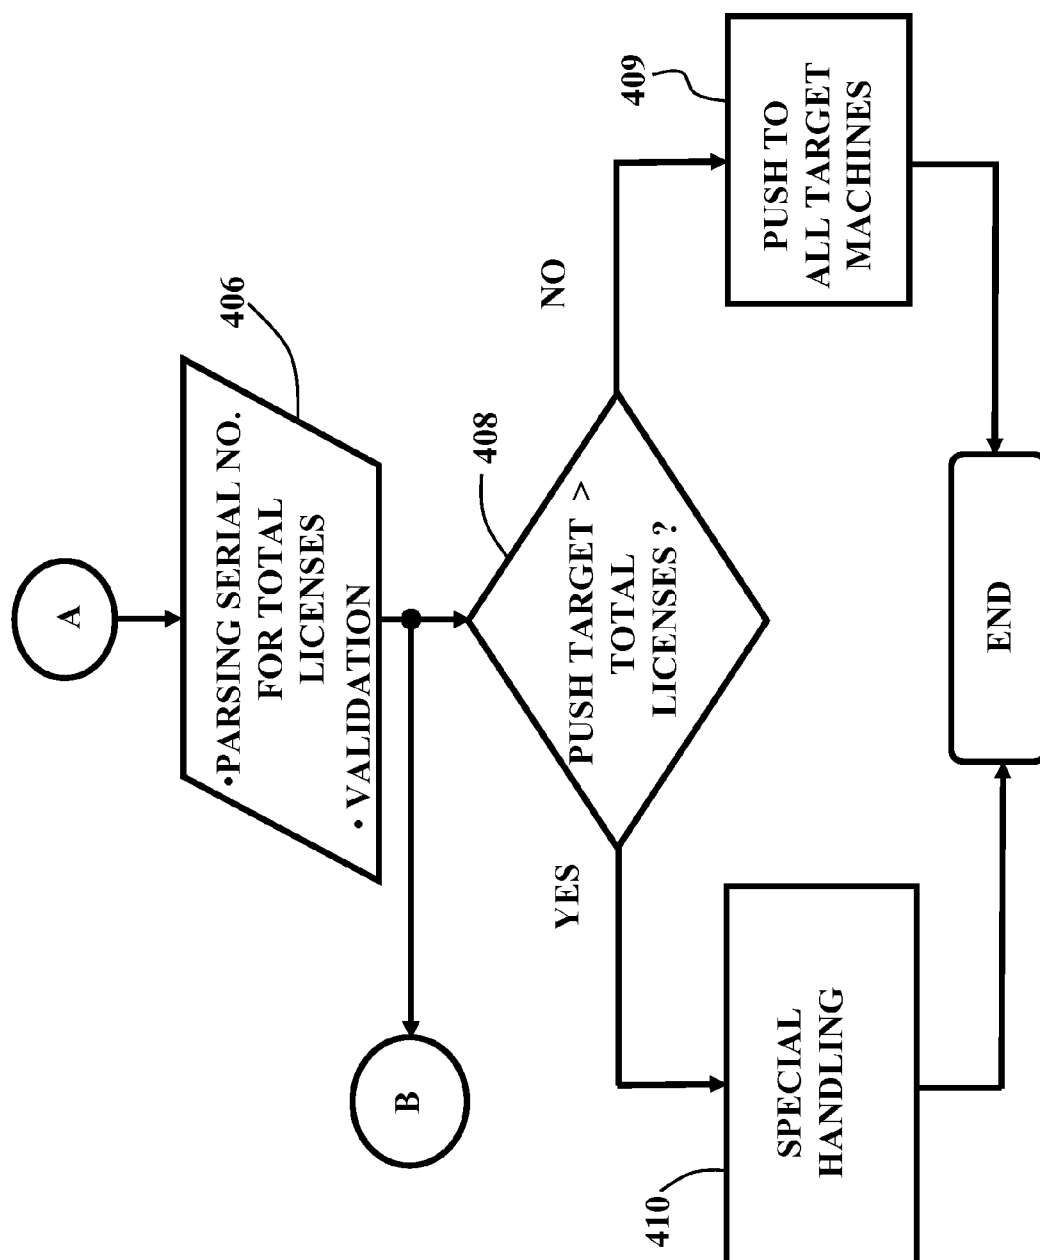 A
406
•PARSING SERIAL NO.
FOR TOTAL
LICENSES
• VALIDATION
B
408
PUSH TARGET >
TOTAL
LICENSES ?
YES
NO
410
SPECIAL
HANDLING
409
PUSH TO
ALL TARGET
MACHINES
END